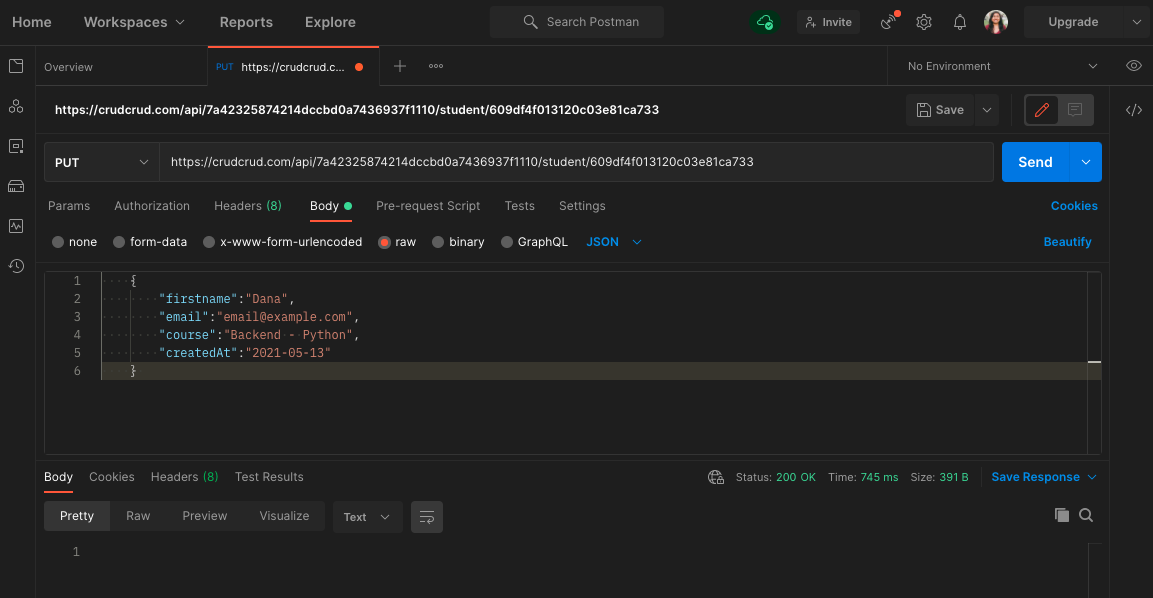 Home Workspaces Reports Explore Search Postman Invite Upgrade
Overview PUT https://crudcrud.c... No Environment
https://crudcrud.com/api/7a42325874214dccbd0a7436937f1110/student/609df4f013120c03e81ca733 Save
PUT https://crudcrud.com/api/7a42325874214dccbd0a7436937f1110/student/609df4f013120c03e81ca733 Send
Params Authorization Headers (8) Body Pre-request Script Tests Settings Cookies
none form-data x-www-form-urlencoded raw binary GraphQL JSON Beautify
1 {
2 "firstname":"Dana",
3 "email":"email@example.com",
4 "course":"Backend - Python",
5 "createdAt":"2021-05-13"
6 }
Body Cookies Headers (8) Test Results Status: 200 OK Time: 745 ms Size: 391 B Save Response
Pretty Raw Preview Visualize Text
1